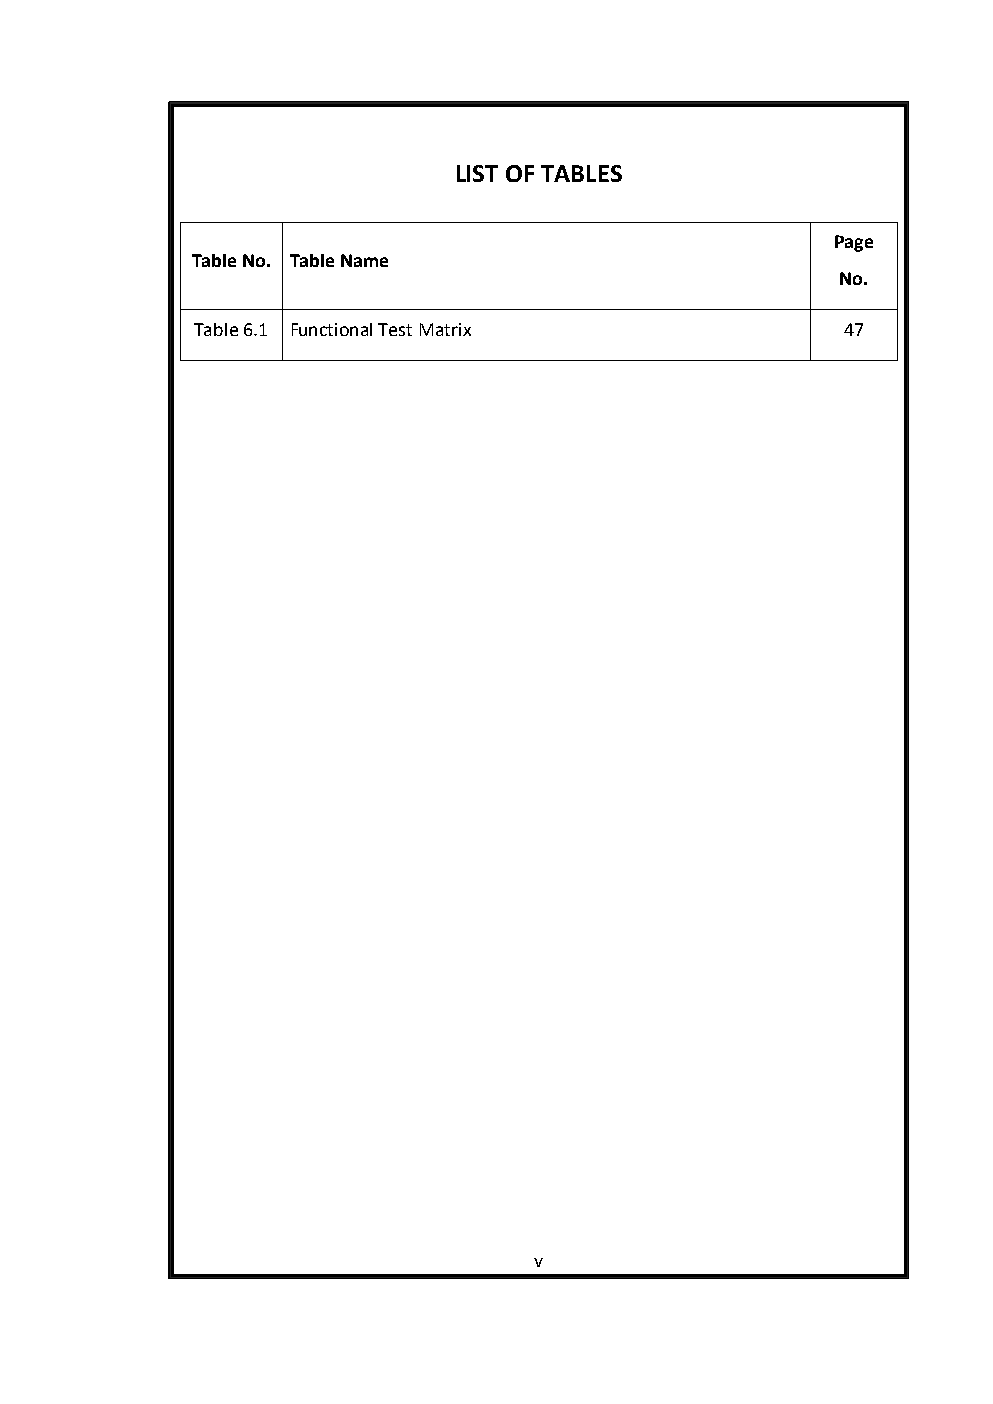 LIST OF TABLES
Table No. Table Name Page No.
Table 6.1 Functional Test Matrix 47
v